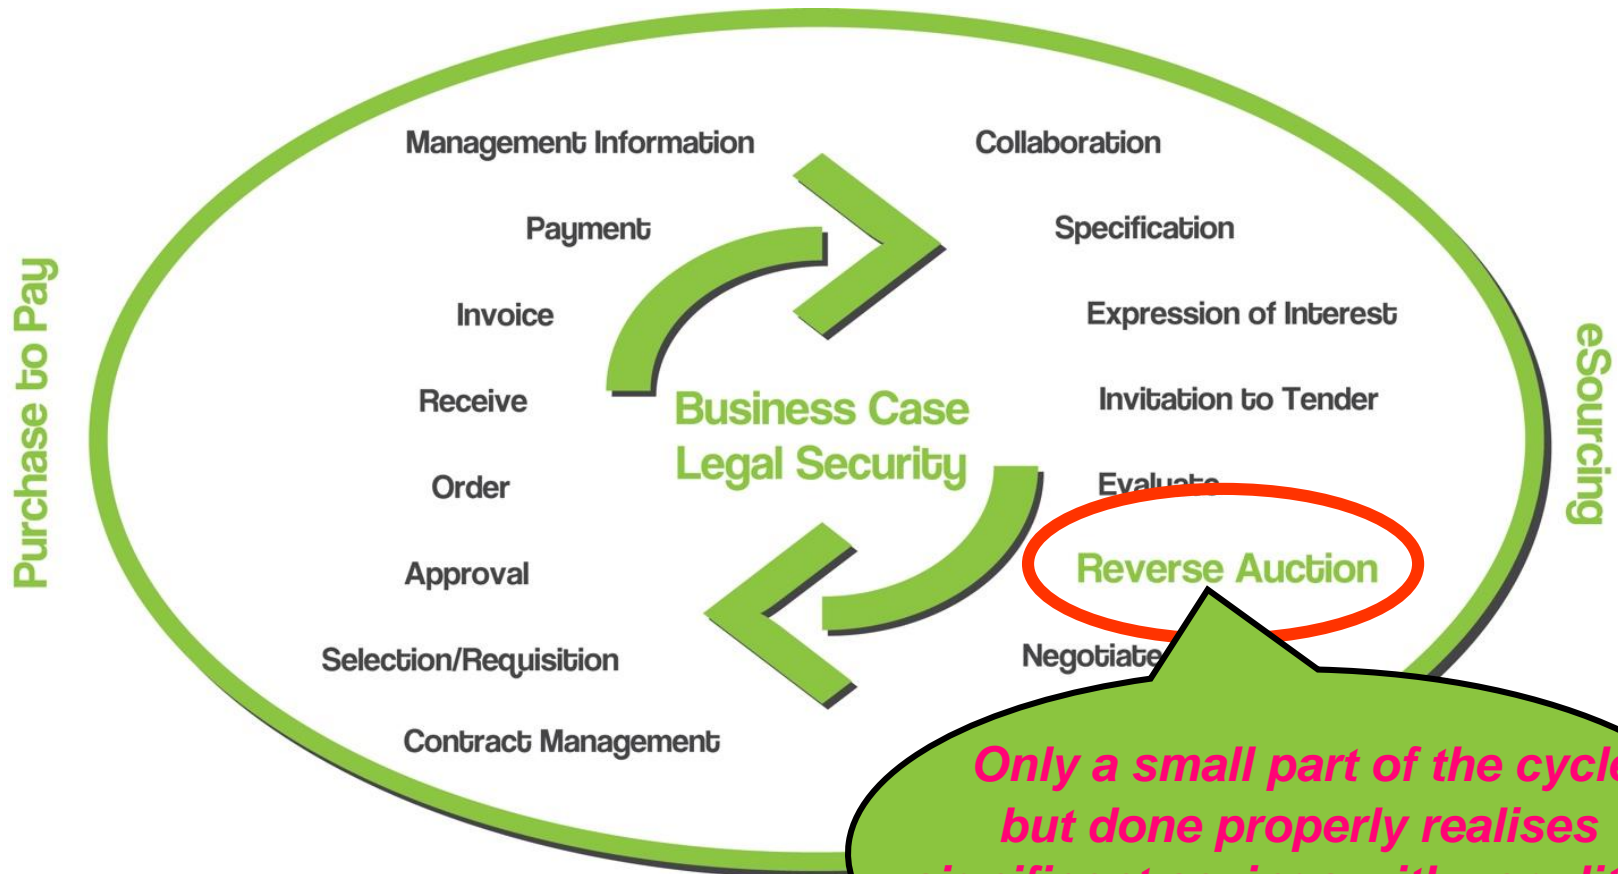 Purchase to Pay
Management Information
Payment
Invoice
Receive
Order
Approval
Selection/Requisition
Contract Management
Business Case
Legal Security
Collaboration
Specification
Expression of Interest
Invitation to Tender
Evaluate
Reverse Auction
Negotiate
eSourcing
Only a small part of the cycle
but done properly realises